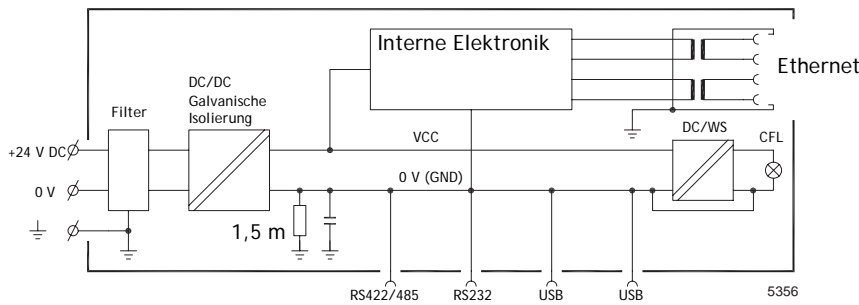 Interne Elektronik
Ethernet
DC/DC
Galvanische
Isolierung
Filter
DC/WS
CFL
+24 V DC
VCC
0 V
0 V (GND)
1,5 m
RS422/485
RS232
USB
USB
5356